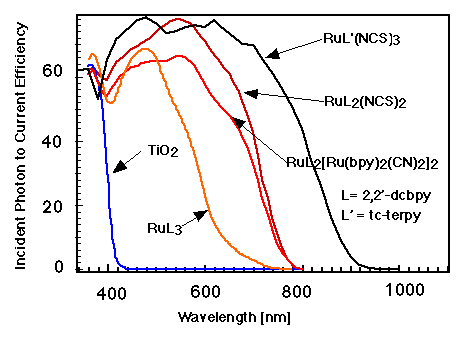 Incident Photon to Current Efficiency
60
40
20
0
RuL'(NCS)3
RuL2(NCS)2
RuL2[Ru(bpy)2(CN)2]2
TiO2
RuL3
L= 2,2'-dcbpy
L' = tc-terpy
400
600
800
1000
Wavelength [nm]